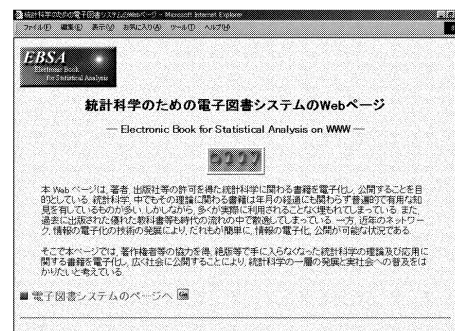 統計科学のための電子図書システムのWebページ - Microsoft Internet Explorer
ファイル(F) 編集(E) 表示(V) お気に入り(A) ツール(T) ヘルプ(H)
EBSA
Electronic Book
for Statistical Analysis
統計科学のための電子図書システムのWebページ
— Electronic Book for Statistical Analysis on WWW —
本 Web ページは、著者、出版社等の許可を得た統計科学に関わる書籍を電子化し、公開することを目
的としている. 統計科学、中でもその理論に関わる書籍は年月の経過にも関わらず普遍的で有用な知
見を有しているものが多い. しかしながら、多くが実際に利用されることなく埋もれてしまっている. また、
過去に出版された優れた教科書等も時代の流れの中で散逸してしまっている. 一方、近年のネットワー
ク、情報の電子化の技術の発展により、だれもが簡単に、情報の電子化、公開が可能な状況である.
そこで本ページでは、著作権者等の協力を得、絶版等で手に入らなくなった統計科学の理論及び応用に
関する書籍を電子化し、広く社会に公開することにより、統計科学の一層の発展と実社会への普及をは
かりたいと考えている.
■ 電子図書システムのページへ